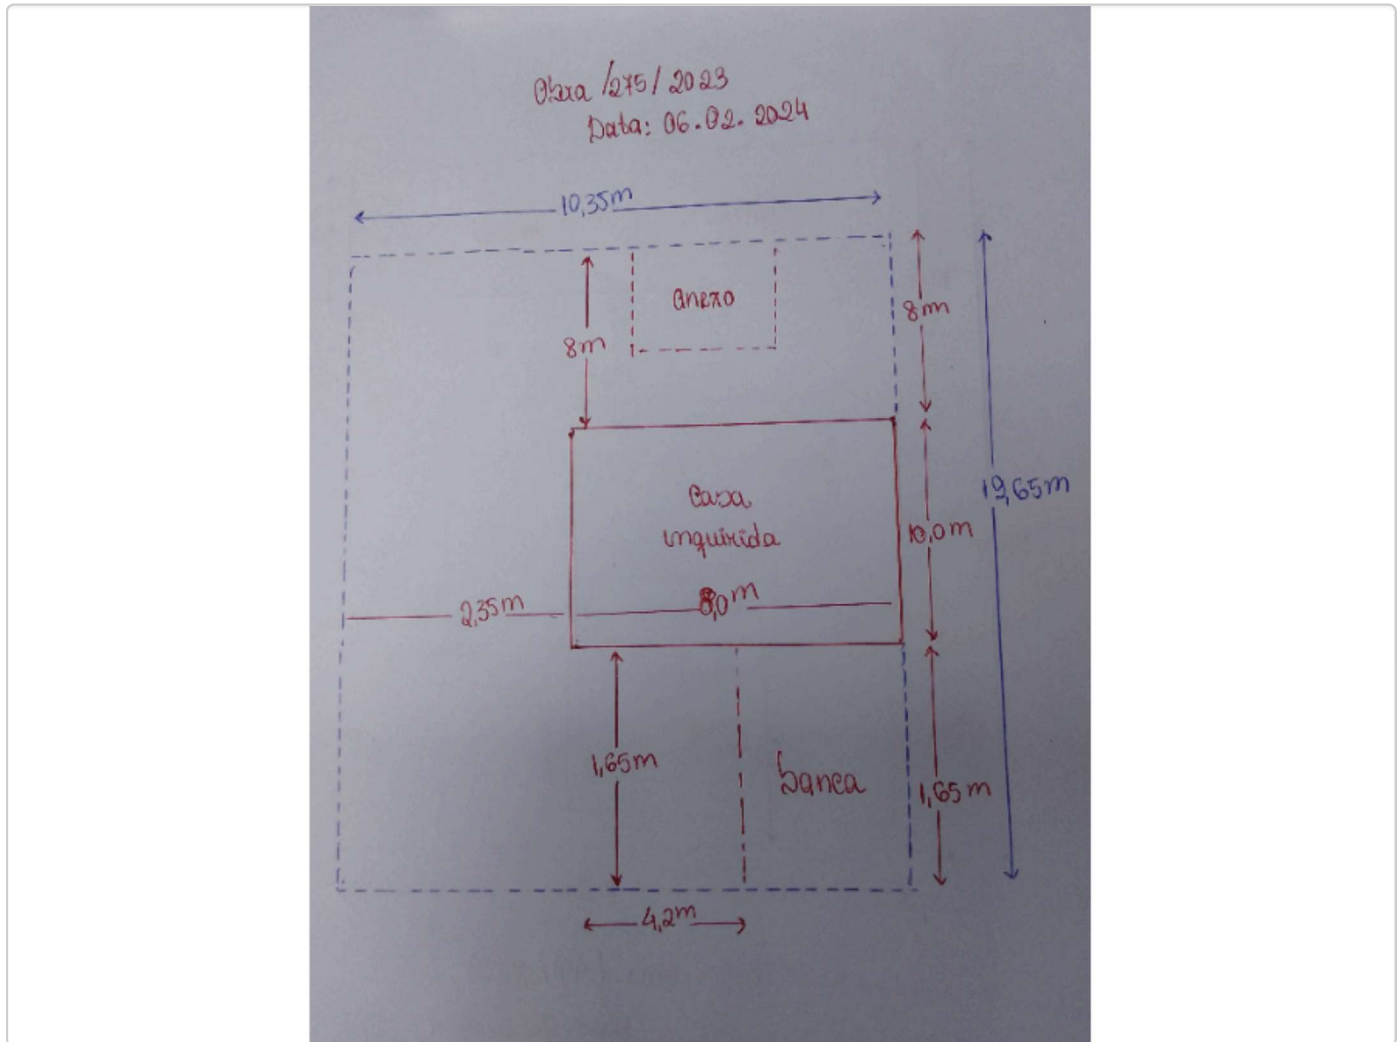 Obra /275/2023
Data: 06.02.2024
10,35m
anexo
8m
8m
Casa
inquirida
19,65m
10,0m
2,35m
8,0m
1,65m
banca
1,65m
4,2m